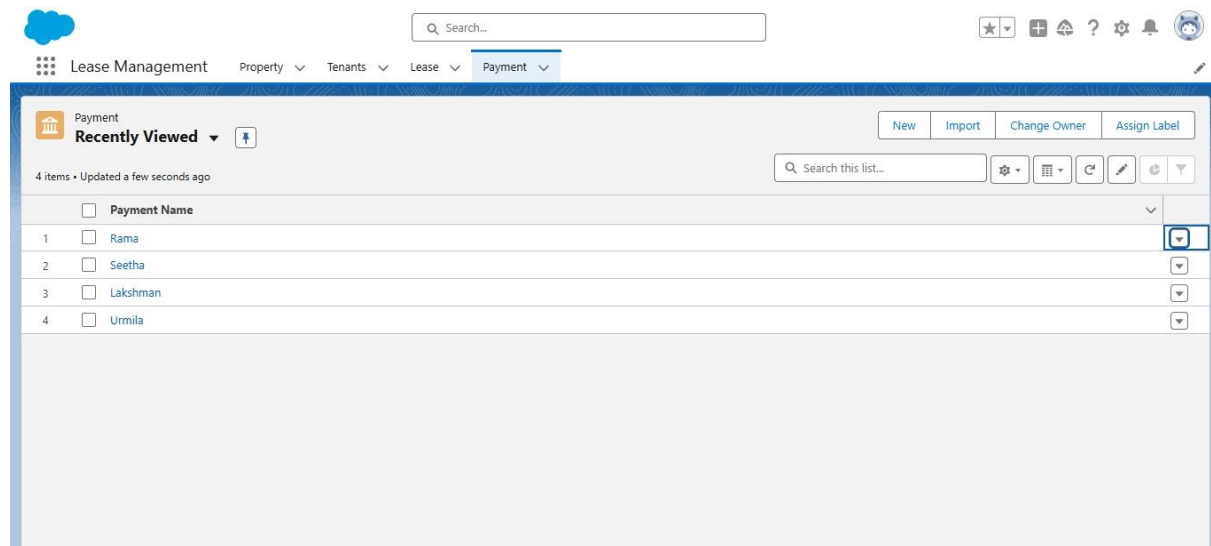 Search...
Lease Management Property Tenants Lease Payment
Payment
Recently Viewed
New Import Change Owner Assign Label
4 items • Updated a few seconds ago
Search this list...
Payment Name
1 Rama
2 Seetha
3 Lakshman
4 Urmila